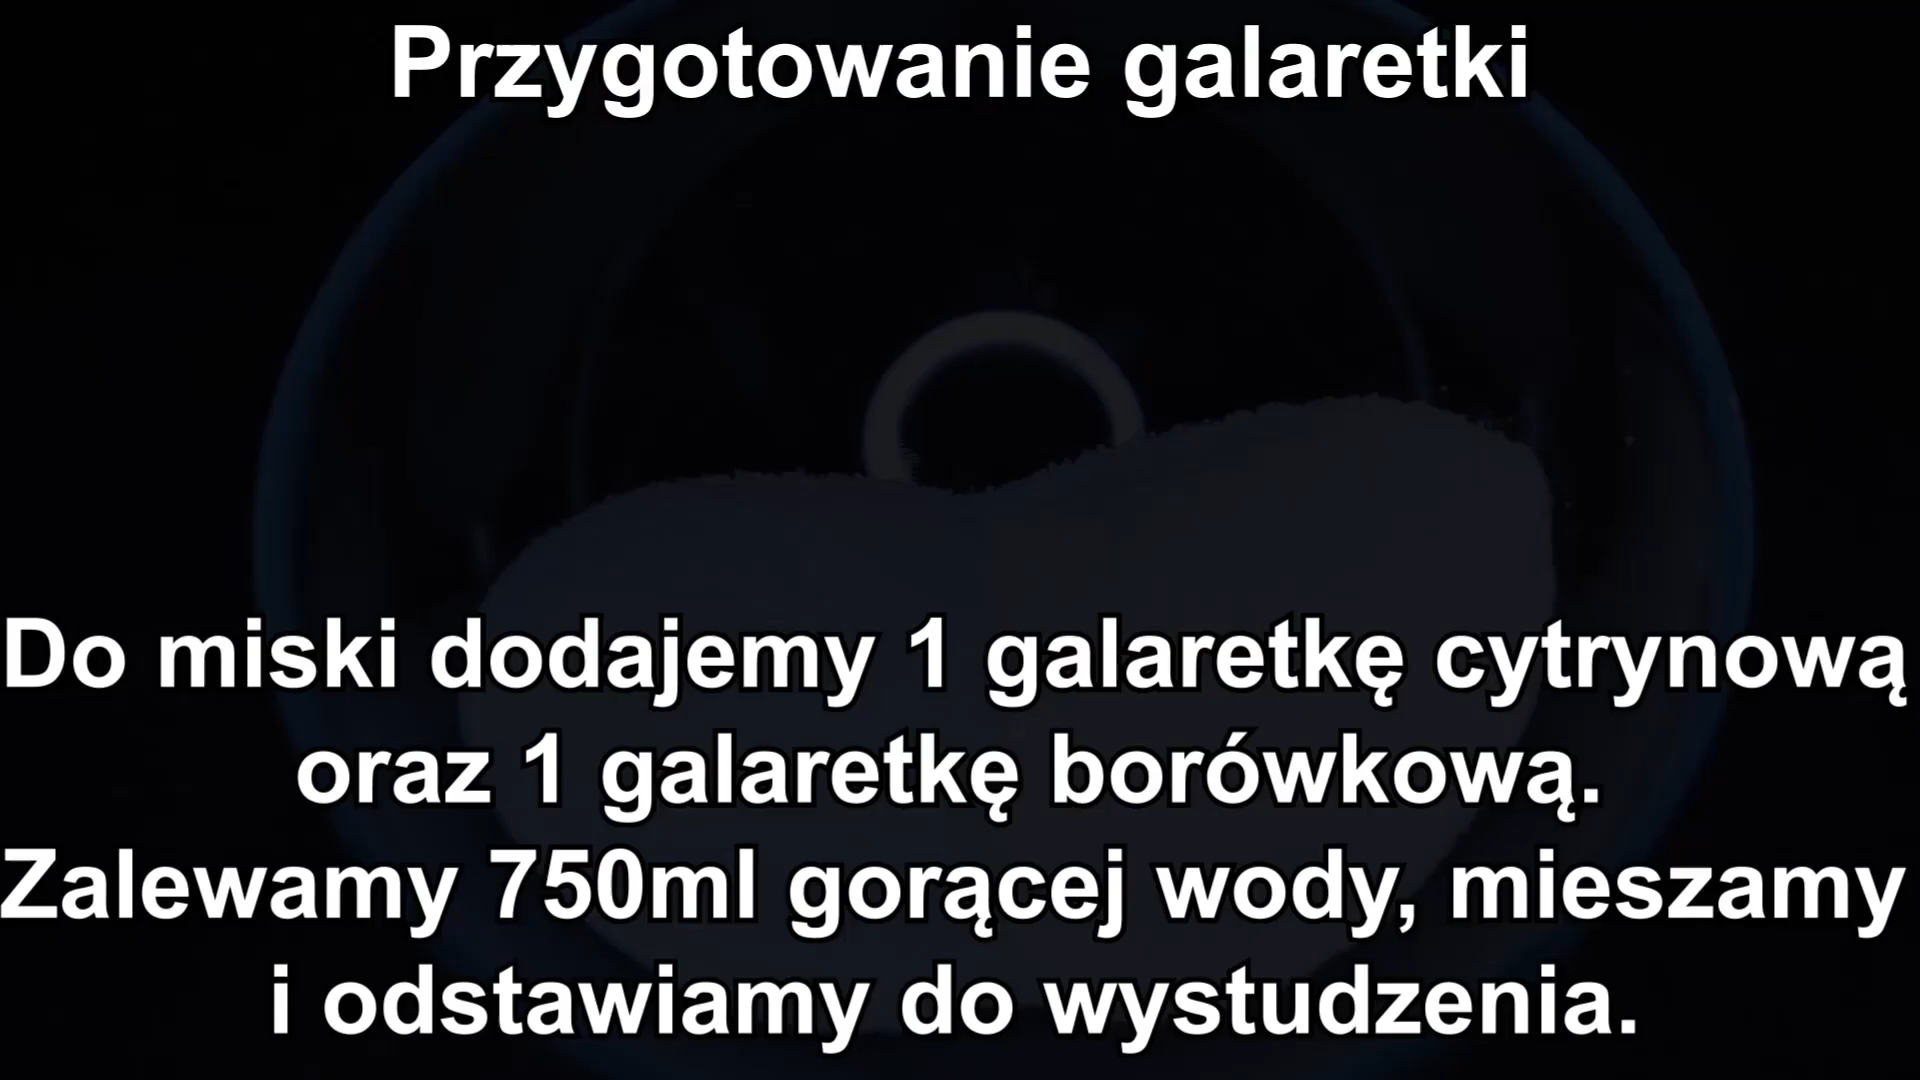 Przygotowanie galaretki
Do miski dodajemy 1 galaretkę cytrynową
oraz 1 galaretkę borówkową.
Zalewamy 750ml gorącej wody, mieszamy
i odstawiamy do wystudzenia.